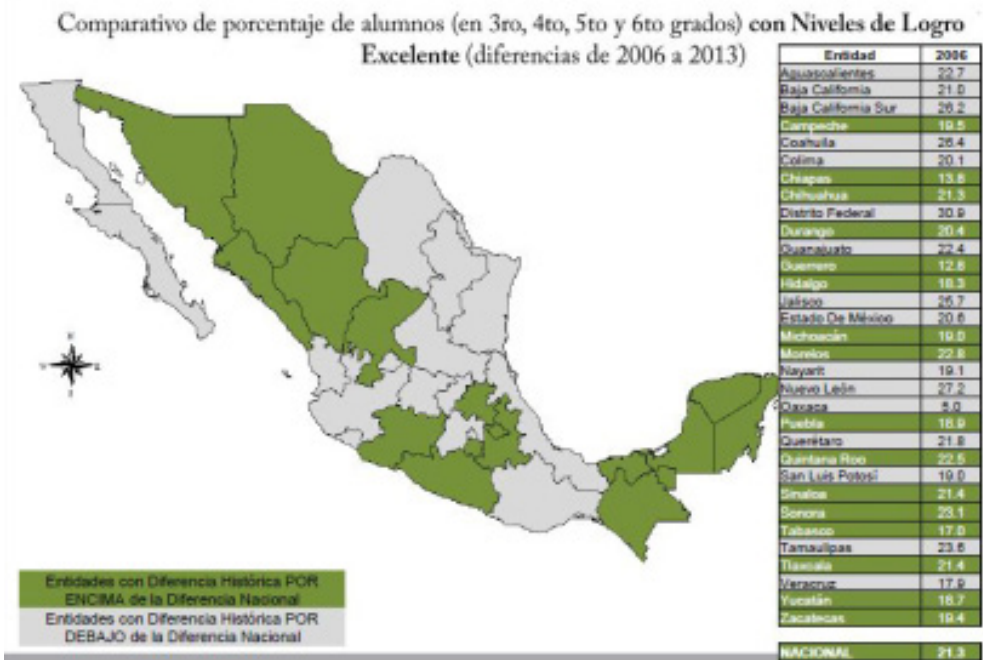 Comparativo de porcentaje de alumnos (en 3ro, 4to, 5to y 6to grados) con Niveles de Logro
Excelente (diferencias de 2006 a 2013)
Entidad 2006
Aguascalientes 22.7
Baja California 21.0
Baja California Sur 26.2
Campeche 19.5
Coahuila 26.4
Colima 20.1
Chiapas 13.8
Chihuahua 21.3
Distrito Federal 30.9
Durango 20.4
Guanajuato 22.4
Guerrero 12.8
Hidalgo 18.3
Jalisco 25.7
Estado De México 20.6
Michoacán 19.0
Morelos 22.8
Nayarit 19.1
Nuevo León 27.2
Oaxaca 5.0
Puebla 18.9
Querétaro 21.8
Quintana Roo 22.5
San Luis Potosí 19.0
Sinaloa 21.4
Sonora 23.1
Tabasco 17.0
Tamaulipas 23.6
Tlaxcala 21.4
Veracruz 17.9
Yucatán 18.7
Zacatecas 19.4
NACIONAL 21.3
Entidades con Diferencia Histórica POR
ENCIMA de la Diferencia Nacional
Entidades con Diferencia Histórica POR
DEBAJO de la Diferencia Nacional